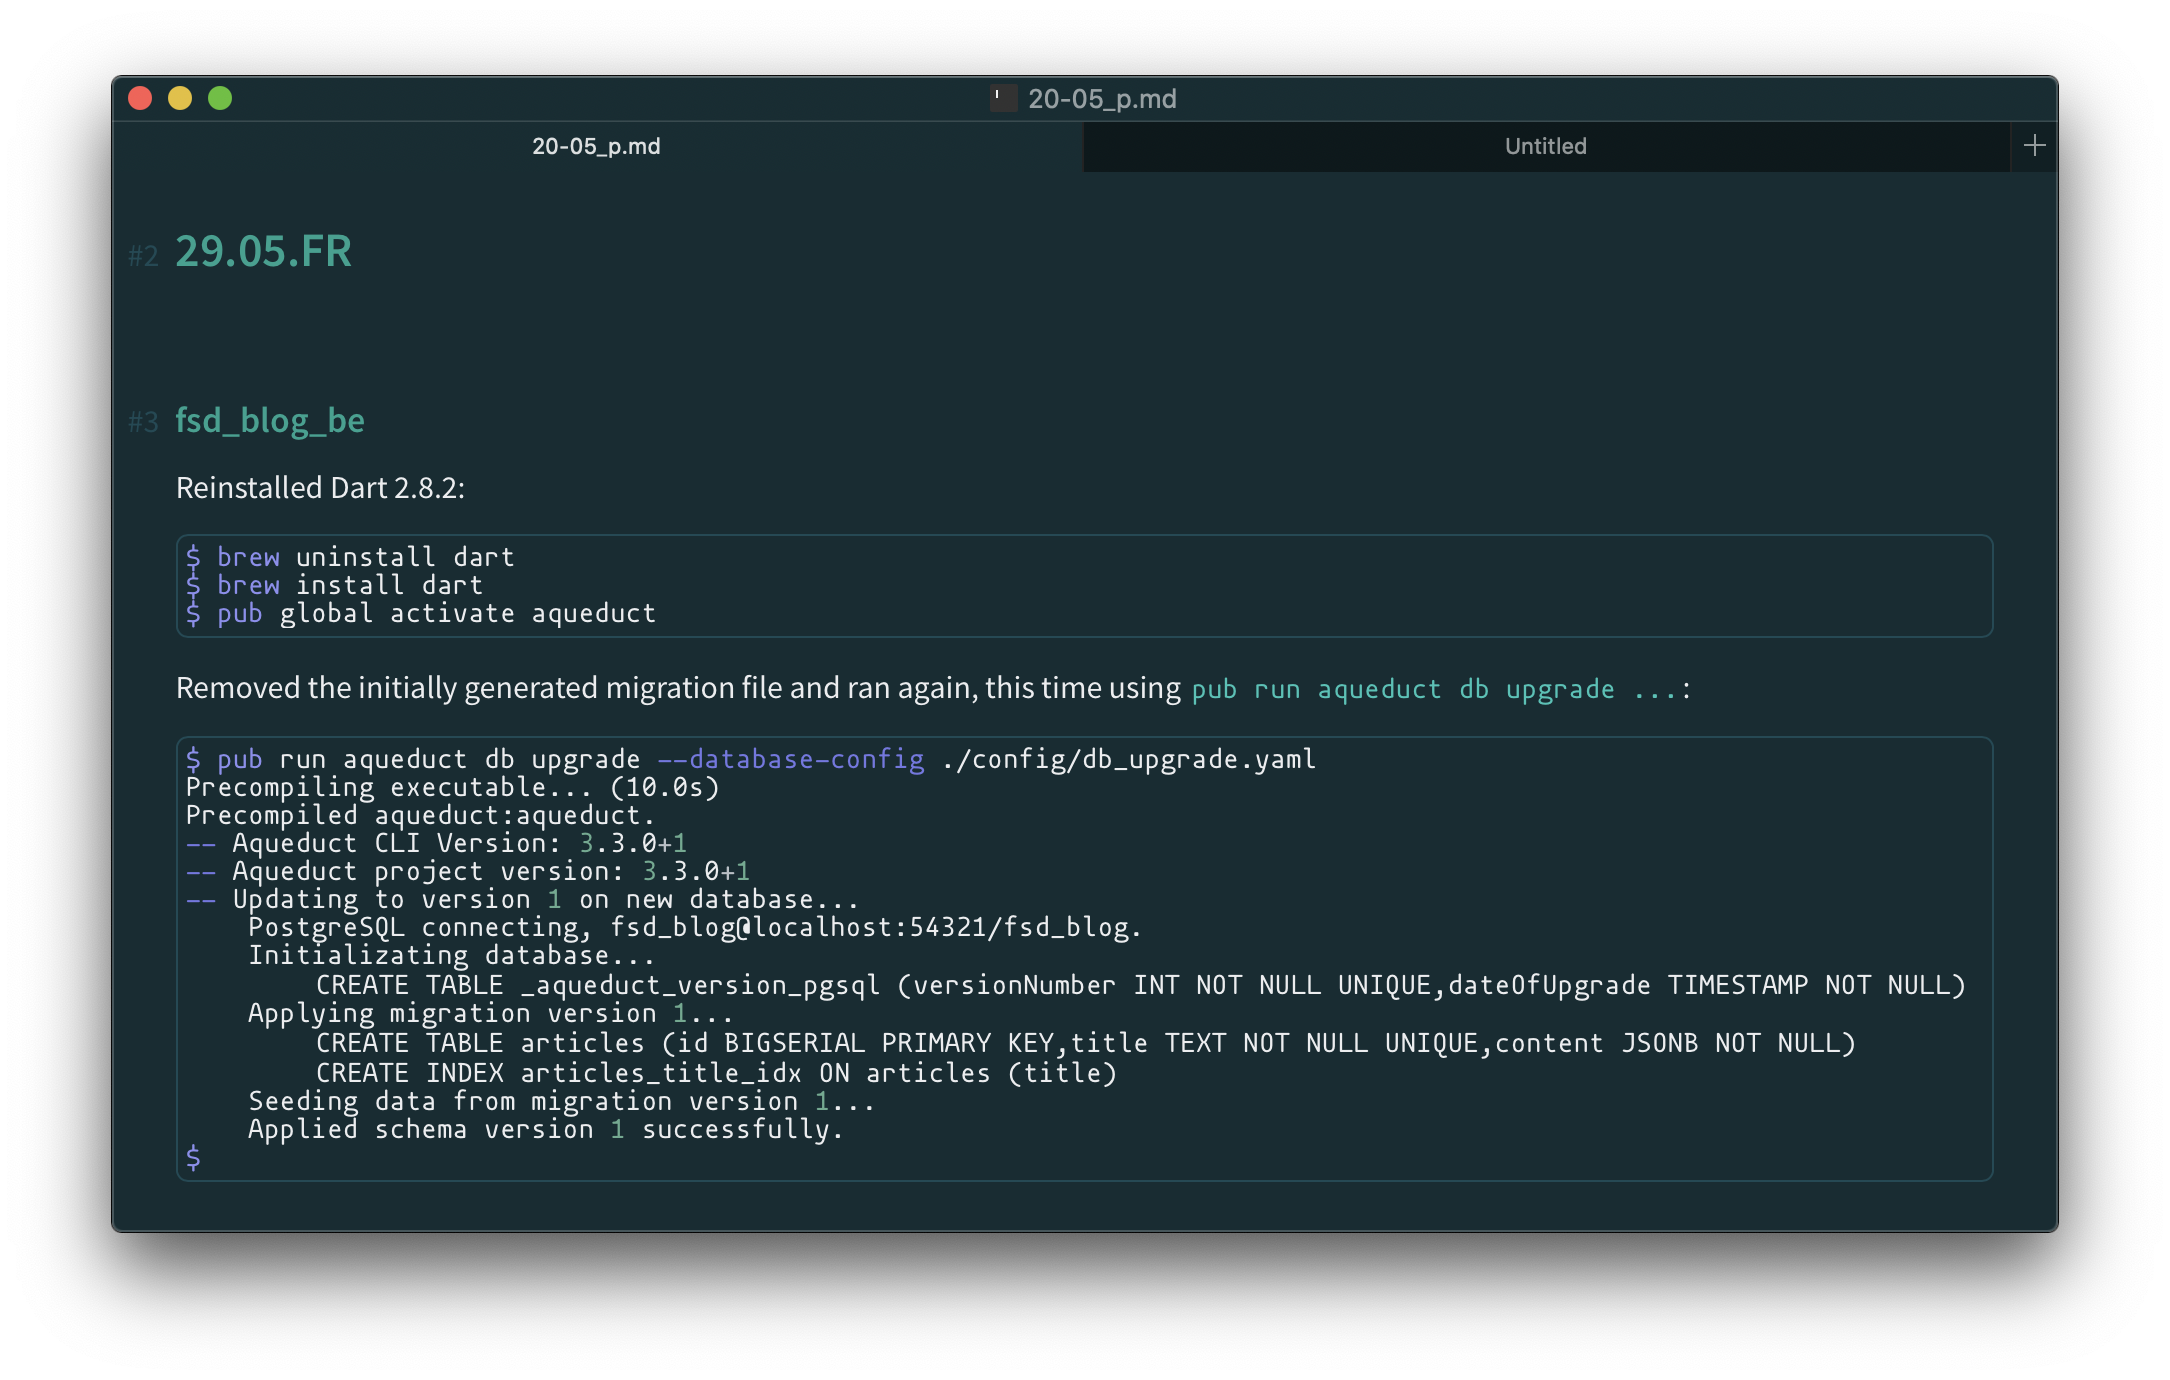 20-05_p.md
20-05_p.md
Untitled
#2 29.05.FR
#3 fsd_blog_be
Reinstalled Dart 2.8.2:
$ brew uninstall dart
$ brew install dart
$ pub global activate aqueduct
Removed the initially generated migration file and ran again, this time using pub run aqueduct db upgrade ...:
$ pub run aqueduct db upgrade --database-config ./config/db_upgrade.yaml
Precompiling executable... (10.0s)
Precompiled aqueduct:aqueduct.
-- Aqueduct CLI Version: 3.3.0+1
-- Aqueduct project version: 3.3.0+1
-- Updating to version 1 on new database...
PostgreSQL connecting, fsd_blog@localhost:54321/fsd_blog.
Initializating database...
CREATE TABLE _aqueduct_version_pgsql (versionNumber INT NOT NULL UNIQUE,dateOfUpgrade TIMESTAMP NOT NULL)
Applying migration version 1...
CREATE TABLE articles (id BIGSERIAL PRIMARY KEY,title TEXT NOT NULL UNIQUE,content JSONB NOT NULL)
CREATE INDEX articles_title_idx ON articles (title)
Seeding data from migration version 1...
Applied schema version 1 successfully.
$